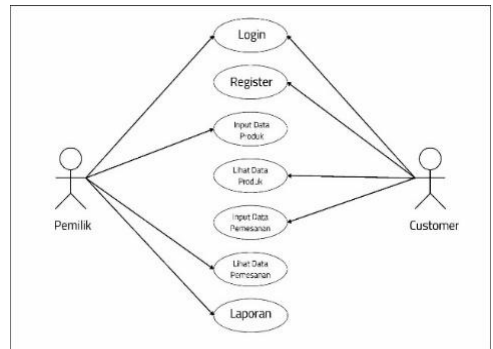 Login
Register
Input Data
Produk
Lihat Data
Produk
Input Data
Pemesanan
Lihat Data
Pemesanan
Laporan
Pemilik
Customer